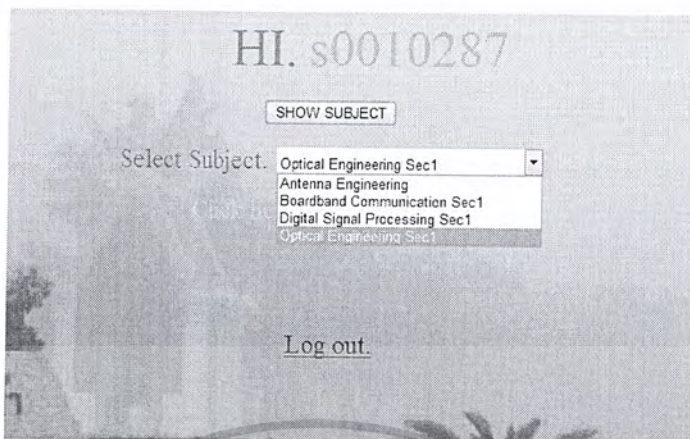 HI. s0010287
SHOW SUBJECT
Select Subject. Optical Engineering Sec1
Antenna Engineering
Boardband Communication Sec1
Digital Signal Processing Sec1
Optical Engineering Sec1
Click
Log out.